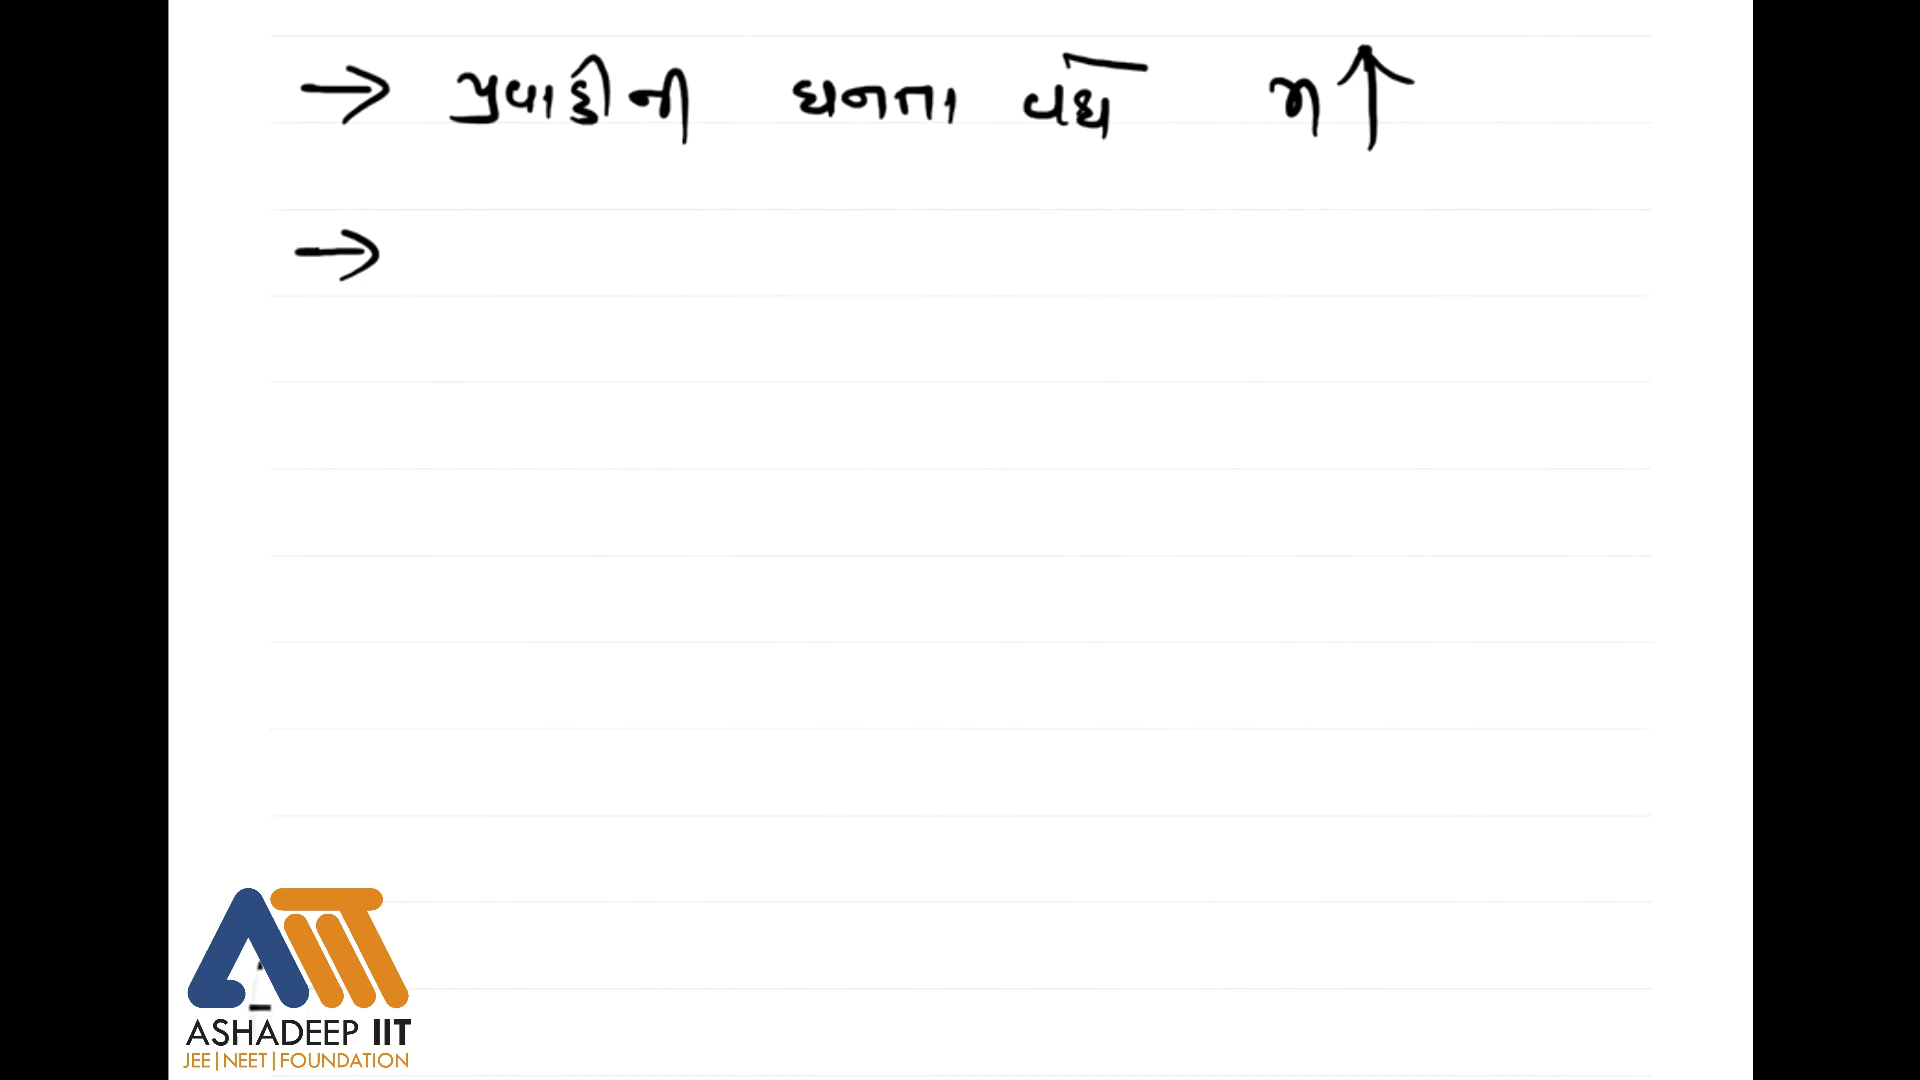 → પ્રવાહીની ઘનતા વધે
→
ASHADEEP IIT
JEE|NEET|FOUNDATION